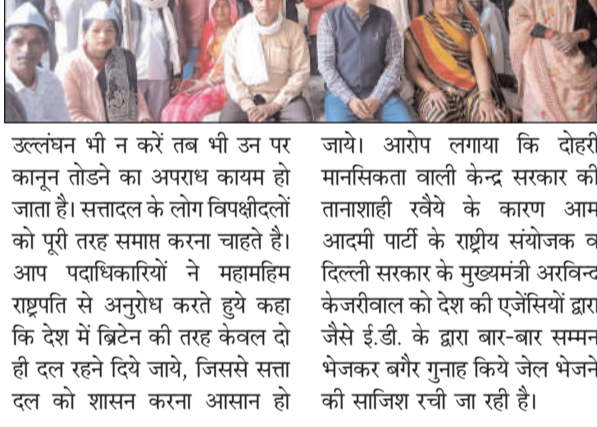 उल्लंघन भी न करें तब भी उन पर
कानून तोडने का अपराध कायम हो
जाता है। सत्तादल के लोग विपक्षीदलों
को पूरी तरह समाप्त करना चाहते है।
आप पदाधिकारियों ने महामहिम
राष्ट्रपति से अनुरोध करते हुये कहा
कि देश में ब्रिटेन की तरह केवल दो
ही दल रहने दिये जाये, जिससे सत्ता
दल को शासन करना आसान हो
जाये। आरोप लगाया कि दोहरी
मानसिकता वाली केन्द्र सरकार की
तानाशाही रवैये के कारण आम
आदमी पार्टी के राष्ट्रीय संयोजक व
दिल्ली सरकार के मुख्यमंत्री अरविन्द
केजरीवाल को देश की एजेंसियों द्वारा
जैसे ई.डी. के द्वारा बार-बार सम्मन
भेजकर बगैर गुनाह किये जेल भेजने
की साजिश रची जा रही है।